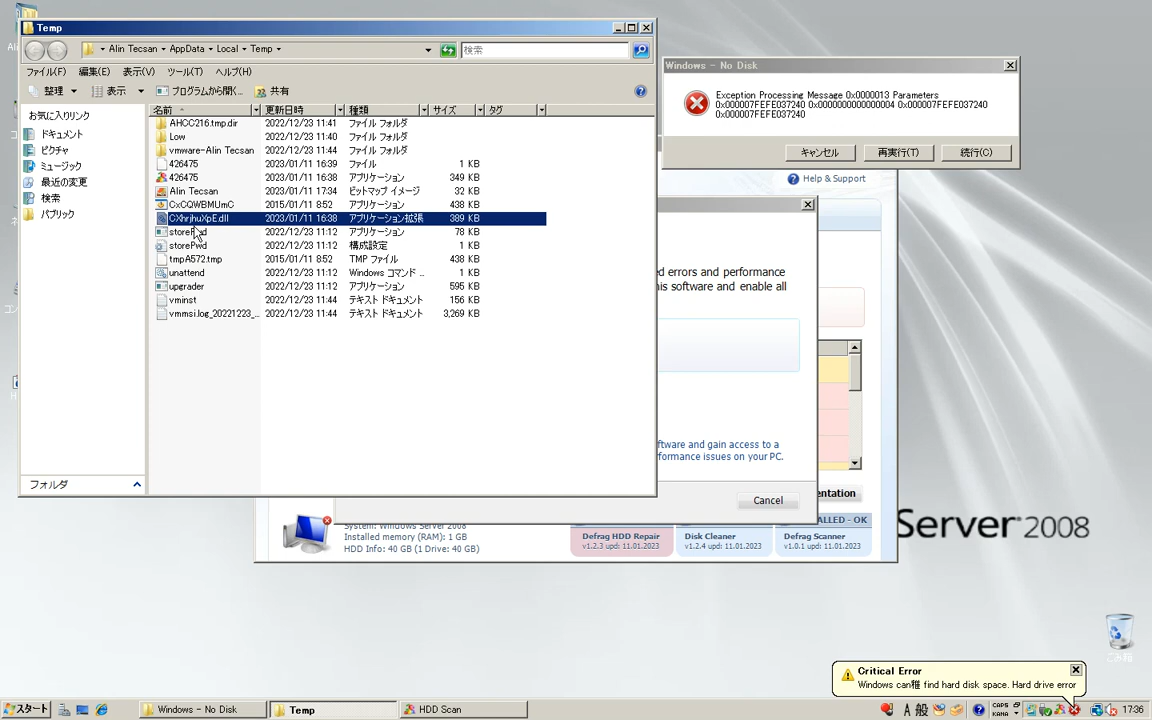 Temp
Alin Tecsan ▸ AppData ▸ Local ▸ Temp ▸
検索
ファイル(F) 編集(E) 表示(V) ツール(T) ヘルプ(H)
整理 表示 プログラムから開く... 共有
お気に入りリンク
ドキュメント
ピクチャ
ミュージック
最近の変更
検索
パブリック
フォルダ
名前 更新日時 種類 サイズ タグ
AHCC216.tmp.dir 2022/12/23 11:41 ファイル フォルダ
Low 2022/12/23 11:40 ファイル フォルダ
vmware-Alin Tecsan 2022/12/23 11:44 ファイル フォルダ
426475 2023/01/11 16:39 ファイル 1 KB
426475 2023/01/11 16:38 アプリケーション 349 KB
Alin Tecsan 2023/01/11 17:34 ビットマップ イメージ 32 KB
CxCQWBMUmC 2015/01/11 8:52 アプリケーション 438 KB
CXhrjhuXpE.dll 2023/01/11 16:38 アプリケーション拡張 389 KB
2022/12/23 11:12 アプリケーション 78 KB
storePwd 2022/12/23 11:12 構成設定 1 KB
tmpA572.tmp 2015/01/11 8:52 TMP ファイル 438 KB
unattend 2022/12/23 11:12 Windows コマンド ... 1 KB
upgrader 2022/12/23 11:12 アプリケーション 595 KB
vminst 2022/12/23 11:44 テキスト ドキュメント 156 KB
vmmsi.log_20221223_... 2022/12/23 11:44 テキスト ドキュメント 3,269 KB
Windows - No Disk
Exception Processing Message 0x0000013 Parameters
0x000007FEFE037240 0x0000000000000004 0x000007FEFE037240
0x000007FEFE037240
キャンセル 再実行(T) 続行(C)
Help & Support
ed errors and performance
his software and enable all
ftware and gain access to a
formance issues on your PC.
Cancel
entation
System: Windows Server 2008
Installed memory (RAM): 1 GB
HDD Info: 40 GB (1 Drive: 40 GB)
ALLED - OK
Defrag HDD Repair
v1.2.3 upd: 11.01.2023
Disk Cleaner
v1.2.4 upd: 11.01.2023
Defrag Scanner
v1.0.1 upd: 11.01.2023
Server 2008
ごみ箱
Critical Error
Windows can稚 find hard disk space. Hard drive error
スタート
Windows - No Disk
Temp
HDD Scan
A 般
CAPS
KANA
17:36